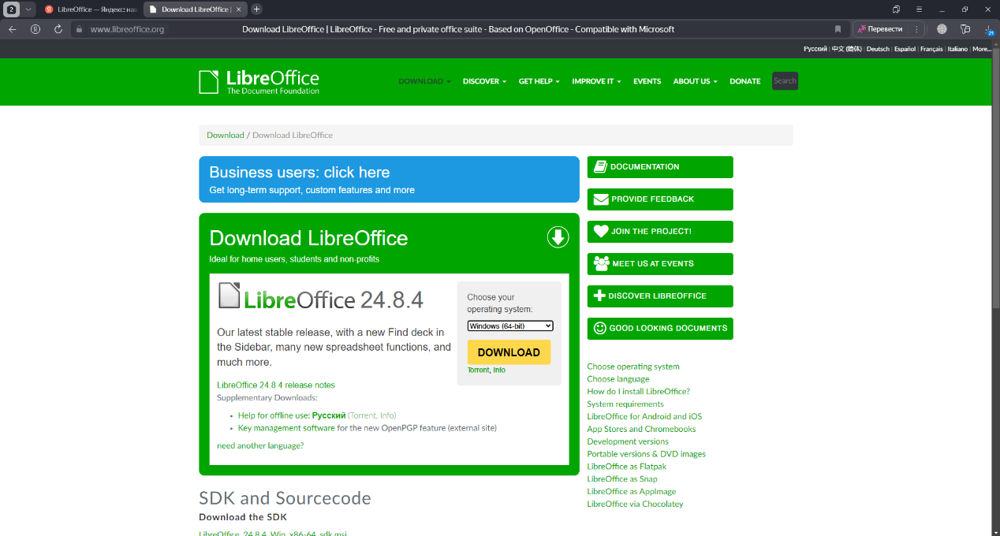 2
LibreOffice — Яндекс: на
Download LibreOffice |
www.libreoffice.org
Download LibreOffice | LibreOffice - Free and private office suite - Based on OpenOffice - Compatible with Microsoft
Перевести
21
Русский | 中文 (简体) | Deutsch | Español | Français | Italiano | More...
LibreOffice
The Document Foundation
DOWNLOAD
DISCOVER
GET HELP
IMPROVE IT
EVENTS
ABOUT US
DONATE
Search
Download / Download LibreOffice
Business users: click here
Get long-term support, custom features and more
Download LibreOffice
Ideal for home users, students and non-profits
LibreOffice 24.8.4
Our latest stable release, with a new Find deck in
the Sidebar, many new spreadsheet functions, and
much more.
LibreOffice 24.8.4 release notes
Supplementary Downloads:
Help for offline use: Русский (Torrent, Info)
Key management software for the new OpenPGP feature (external site)
need another language?
Choose your
operating system:
Windows (64-bit)
DOWNLOAD
Torrent, Info
SDK and Sourcecode
Download the SDK
LibreOffice_24.8.4_Win_x86-64_sdk.msi
DOCUMENTATION
PROVIDE FEEDBACK
JOIN THE PROJECT!
MEET US AT EVENTS
DISCOVER LIBREOFFICE
GOOD LOOKING DOCUMENTS
Choose operating system
Choose language
How do I install LibreOffice?
System requirements
LibreOffice for Android and iOS
App Stores and Chromebooks
Development versions
Portable versions & DVD images
LibreOffice as Flatpak
LibreOffice as Snap
LibreOffice as AppImage
LibreOffice via Chocolatey